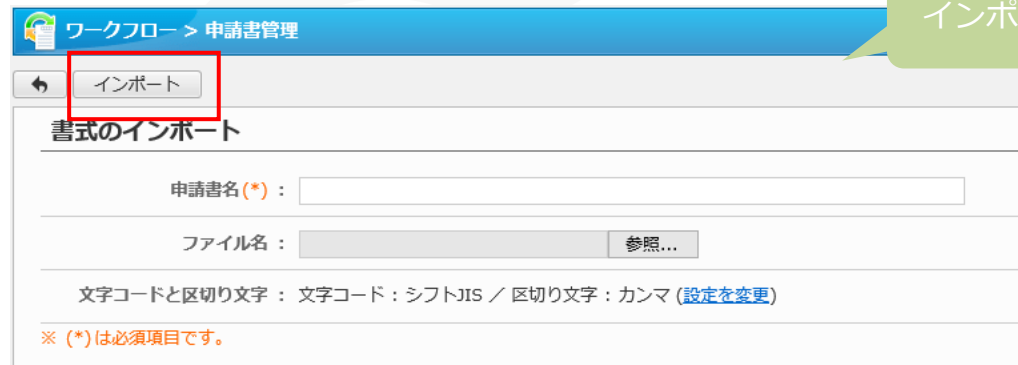 インポ
ワークフロー > 申請書管理
インポート
書式のインポート
申請書名(*) :
ファイル名 : 参照...
文字コードと区切り文字 : 文字コード：シフトJIS ／ 区切り文字：カンマ (設定を変更)
※ (*)は必須項目です。